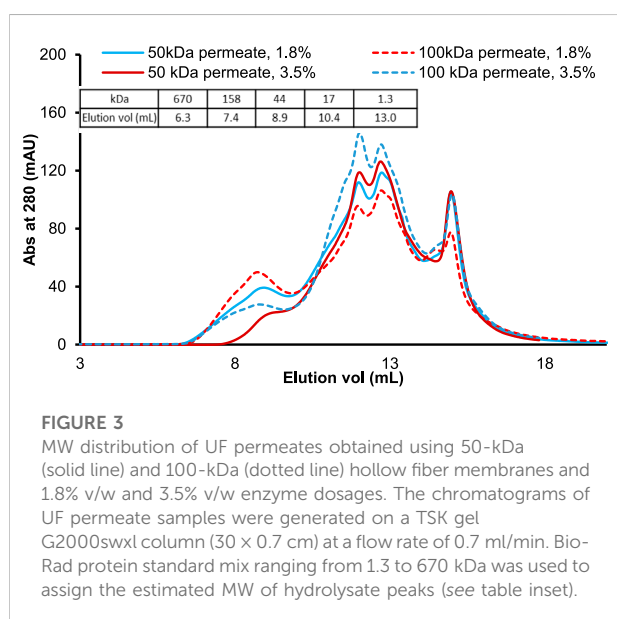 200
160
120
80
40
0
Abs at 280 (mAU)
50kDa permeate, 1.8%
100kDa permeate, 1.8%
50 kDa permeate, 3.5%
100 kDa permeate, 3.5%
kDa 670 158 44 17 1.3
Elution vol (mL) 6.3 7.4 8.9 10.4 13.0
3 8 13 18
Elution vol (mL)
FIGURE 3
MW distribution of UF permeates obtained using 50-kDa
(solid line) and 100-kDa (dotted line) hollow fiber membranes and
1.8% v/w and 3.5% v/w enzyme dosages. The chromatograms of
UF permeate samples were generated on a TSK gel
G2000swxl column (30 × 0.7 cm) at a flow rate of 0.7 ml/min. Bio-
Rad protein standard mix ranging from 1.3 to 670 kDa was used to
assign the estimated MW of hydrolysate peaks (see table inset).